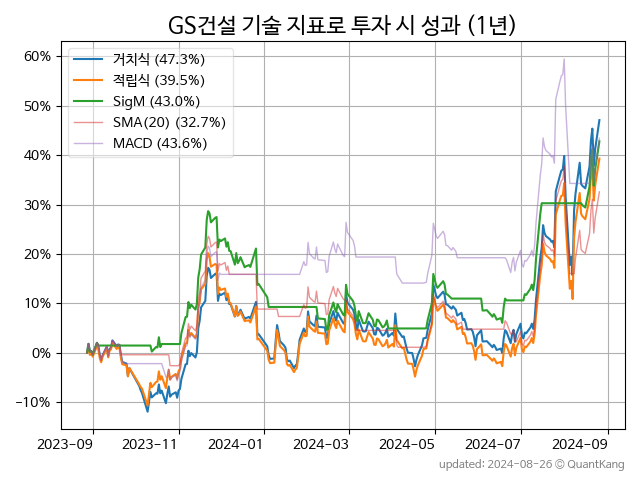 GS건설 기술 지표로 투자 시 성과 (1년)
60%
50%
40%
30%
20%
10%
0%
−10%
거치식 (47.3%)
적립식 (39.5%)
SigM (43.0%)
SMA(20) (32.7%)
MACD (43.6%)
2023-09
2023-11
2024-01
2024-03
2024-05
2024-07
2024-09
updated: 2024-08-26 © QuantKang